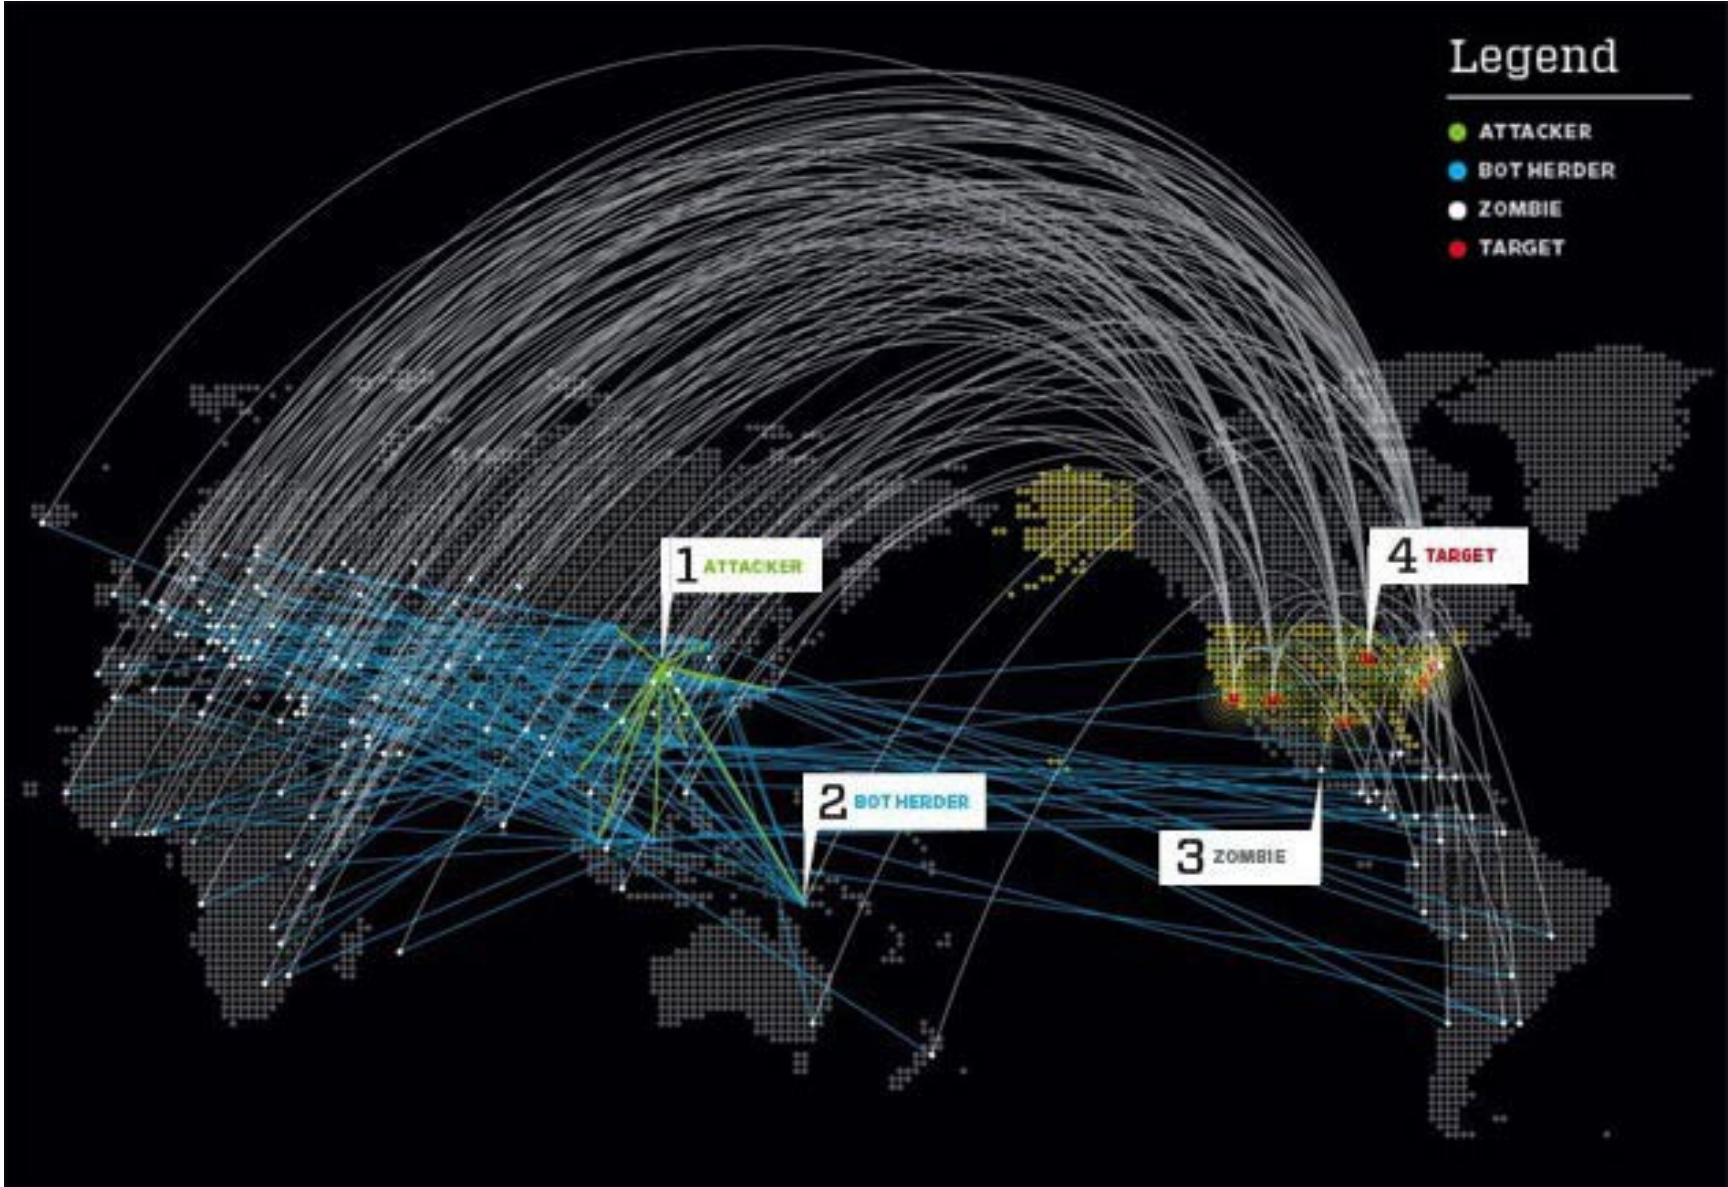 Legend
ATTACKER
BOT HERDER
ZOMBIE
TARGET
1 ATTACKER
4 TARGET
2 BOT HERDER
3 ZOMBIE